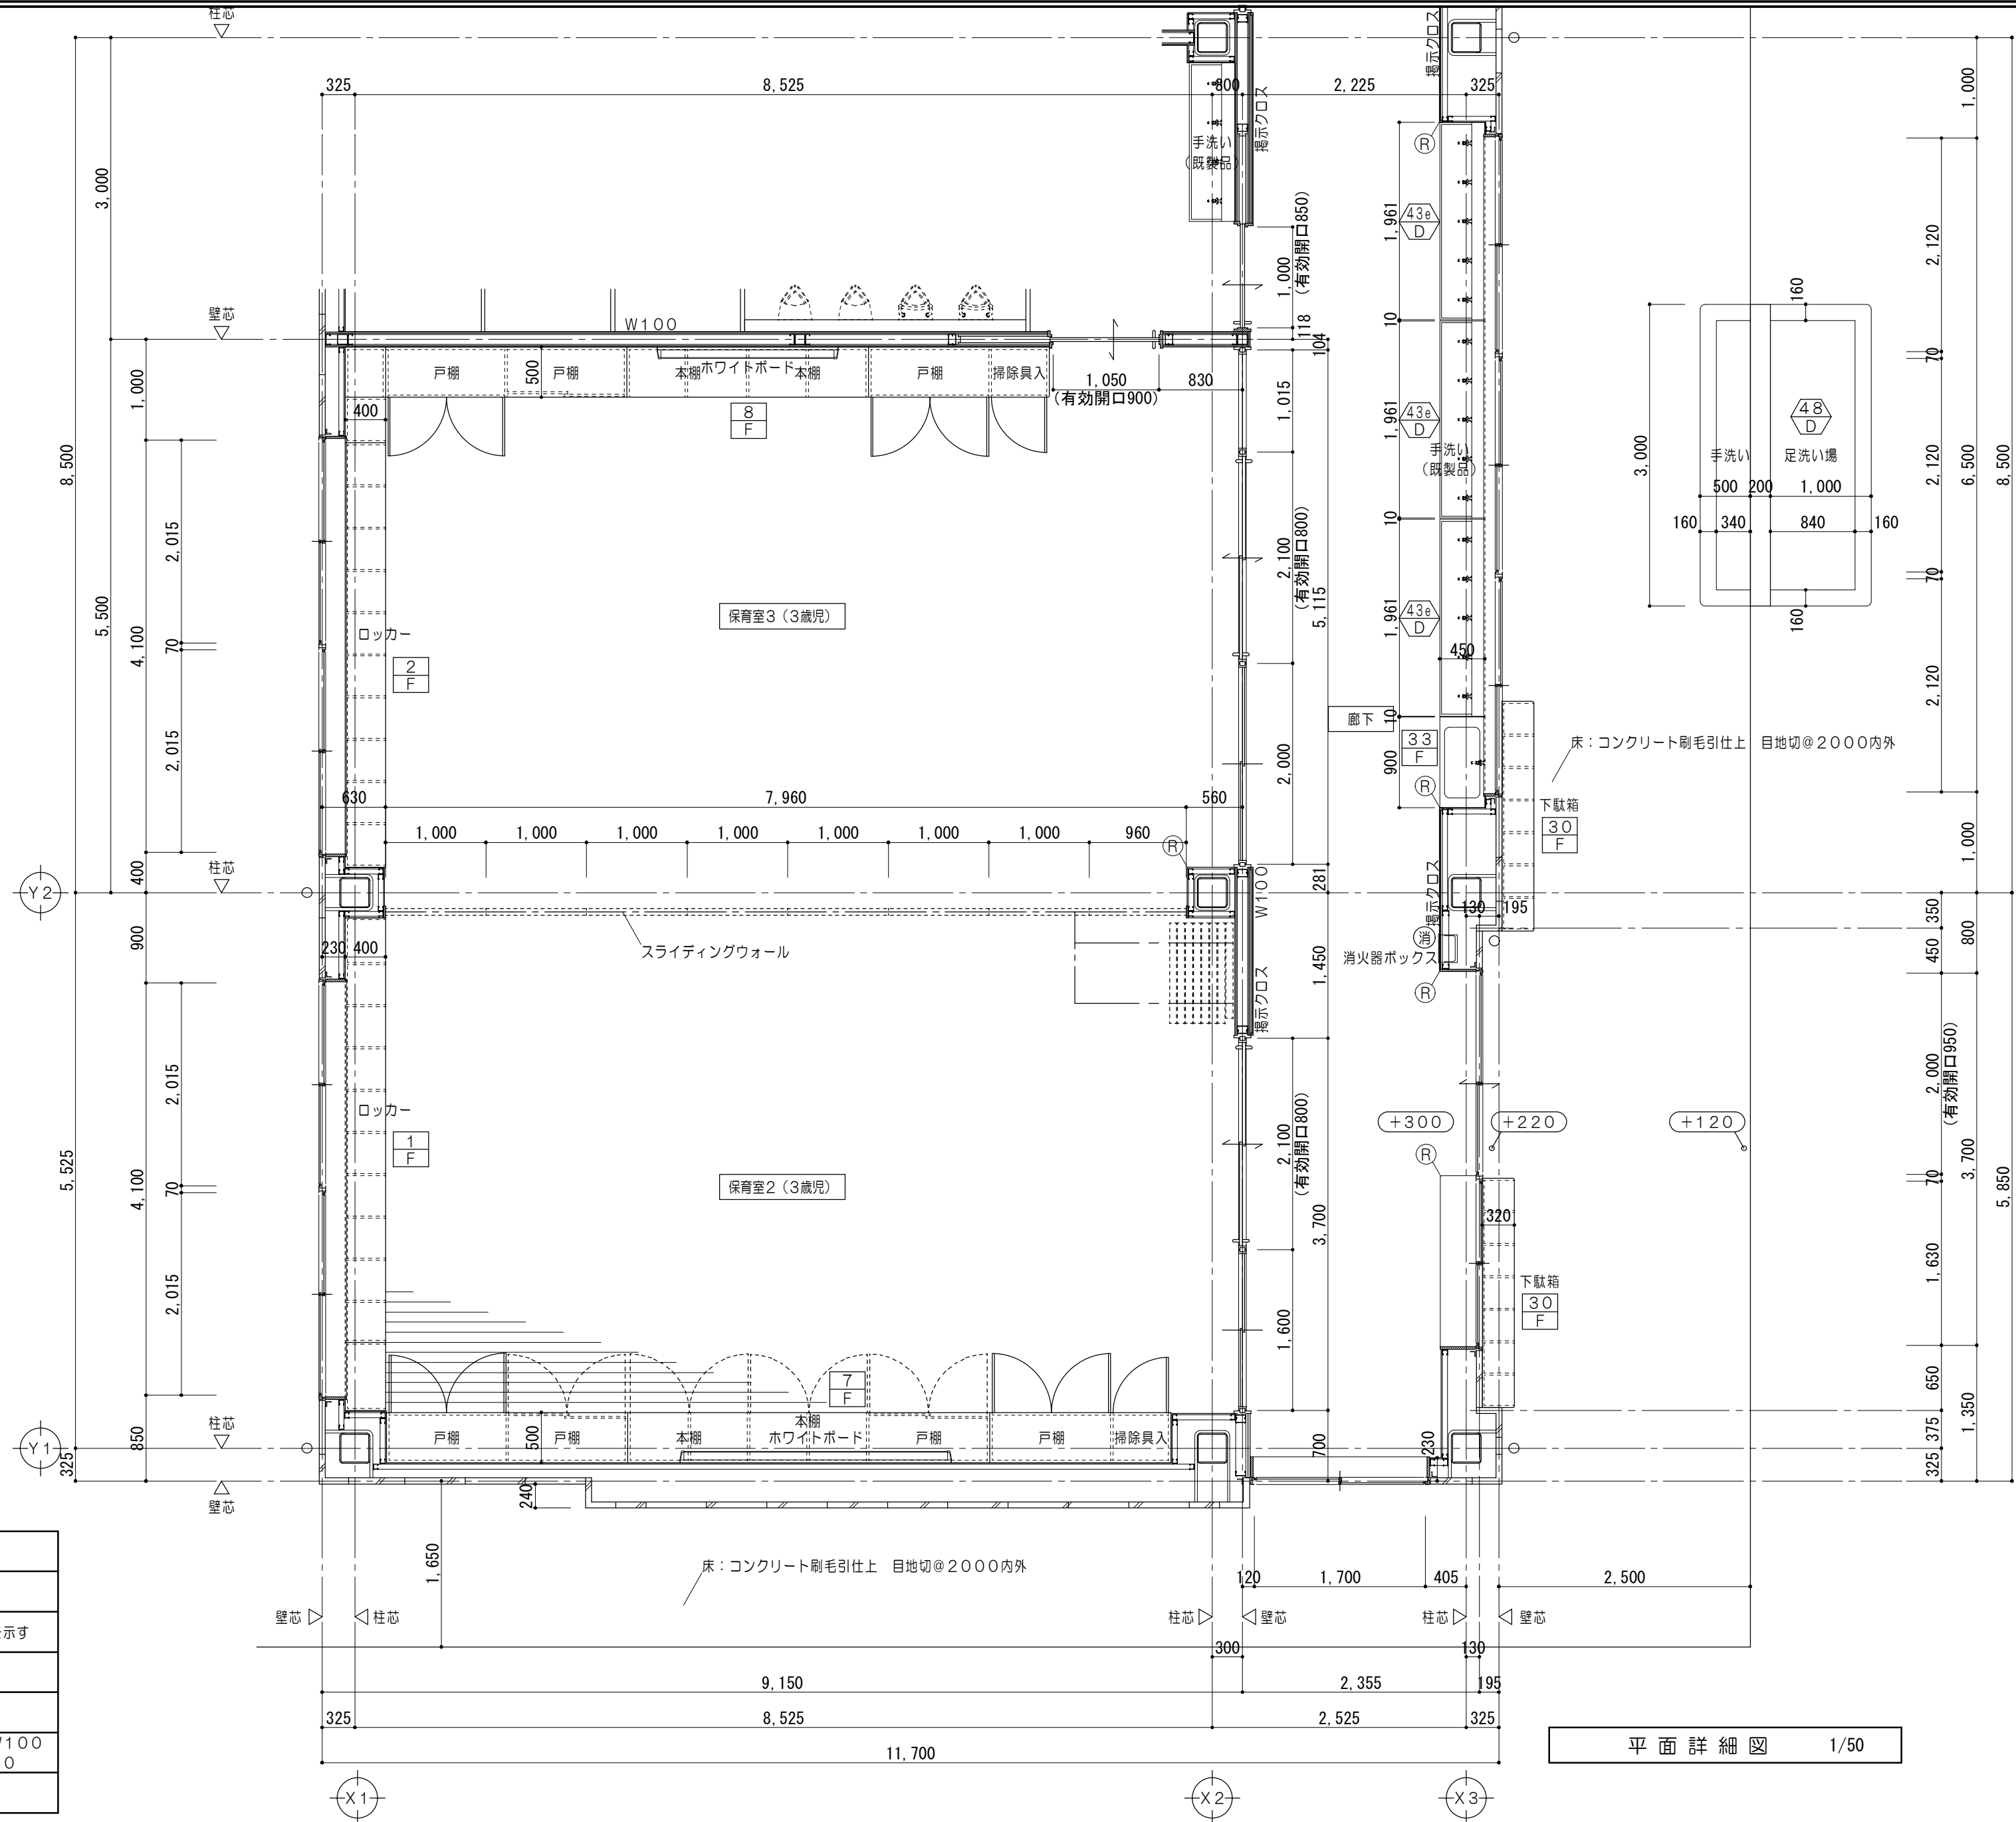 柱芯
掲示クロス
325
8,525
800
2,225
325
1,000
3,000
手洗い
(既製品)
掲示クロス
R
1,961
43e
D
2,120
1,000
(有効開口850)
118
104
160
壁芯
W100
10
70
戸棚
戸棚
本棚
ホワイトボード
本棚
戸棚
掃除具入
500
400
8
F
1,050
(有効開口900)
830
1,015
1,000
8,500
5,500
1,961
43e
D
手洗い
(既製品)
3,000
手洗い
48
D
足洗い場
500
200
1,000
160
340
840
160
2,120
6,500
8,500
2,015
4,100
70
2,015
2,100
(有効開口800)
5,115
10
70
160
保育室3（3歳児）
ロッカー
2
F
1,961
43e
D
450
2,120
2,000
廊下
10
33
F
900
R
床：コンクリート刷毛引仕上　目地切@2000内外
下駄箱
30
F
630
7,960
560
1,000
1,000
1,000
1,000
1,000
1,000
1,000
960
R
1,000
400
柱芯
Y2
281
W100
掲示クロス
130
195
350
900
230
400
スライディングウォール
消
消火器ボックス
450
800
1,450
掲示クロス
R
2,015
4,100
70
2,015
5,525
ロッカー
1
F
保育室2（3歳児）
2,100
(有効開口800)
3,700
1,600
+300
+220
+120
R
2,000
(有効開口950)
70
3,700
5,850
320
1,630
下駄箱
30
F
7
F
650
戸棚
戸棚
本棚
本棚
ホワイトボード
戸棚
戸棚
掃除具入
500
700
230
375
1,350
柱芯
Y1
850
325
325
壁芯
240
1,650
床：コンクリート刷毛引仕上　目地切@2000内外
120
1,700
405
2,500
壁芯
柱芯
柱芯
壁芯
柱芯
壁芯
示す
300
130
9,150
2,355
195
325
8,525
2,525
325
W100
0
11,700
平面詳細図　1/50
X1
X2
X3